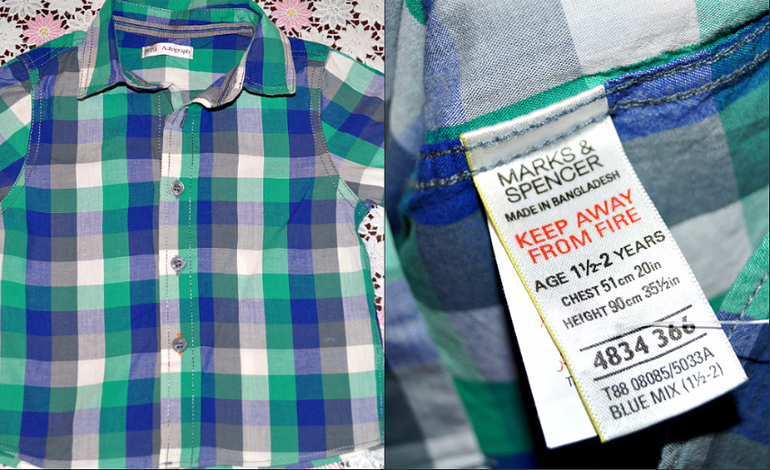 Autograph
MARKS &
SPENCER
MADE IN BANGLADESH
KEEP AWAY
FROM FIRE
AGE 1½-2 YEARS
CHEST 51cm 20in
HEIGHT 90cm 35½in
4834 366
T88 08085/5033A
BLUE MIX (1½-2)